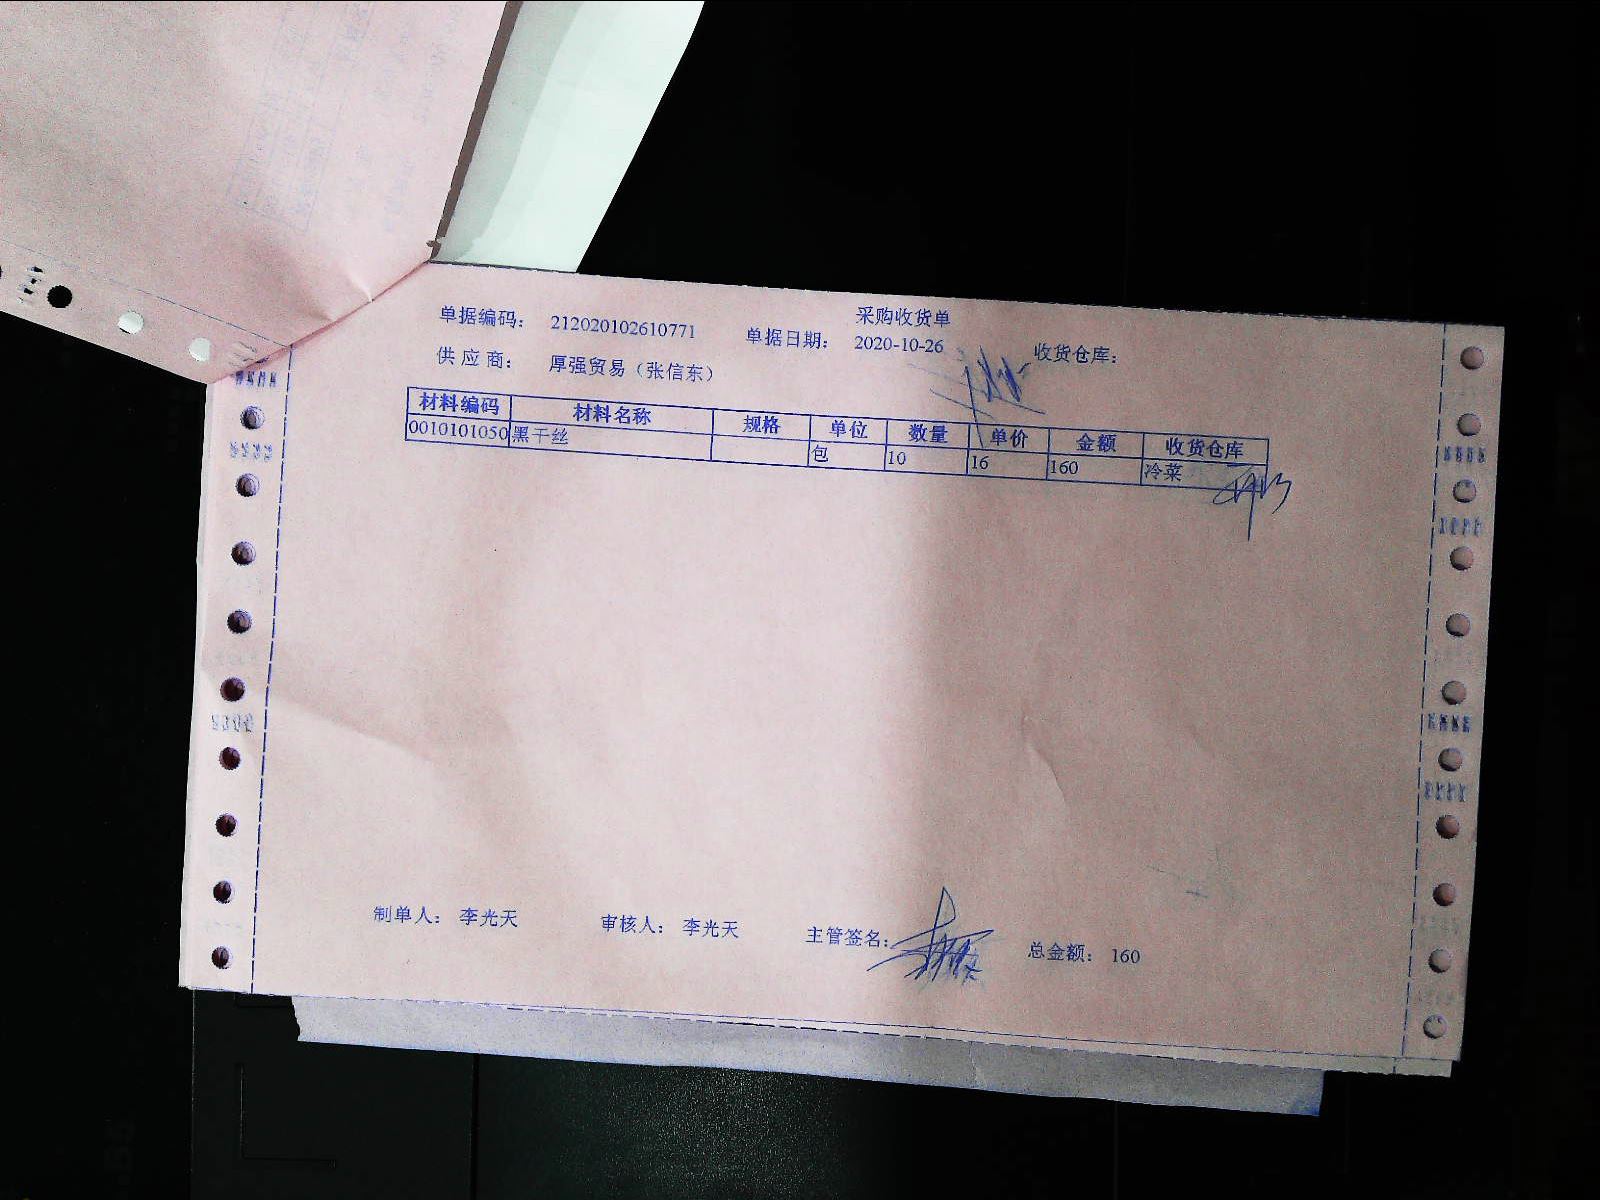 采购收货单
单据编码： 212020102610771 单据日期： 2020-10-26 收货仓库：
供 应 商： 厚强贸易（张信东）
材料编码 材料名称 规格 单位 数量 单价 金额 收货仓库
0010101050 黑干丝 包 10 16 160 冷菜
制单人： 李光天 审核人： 李光天 主管签名： 总金额： 160